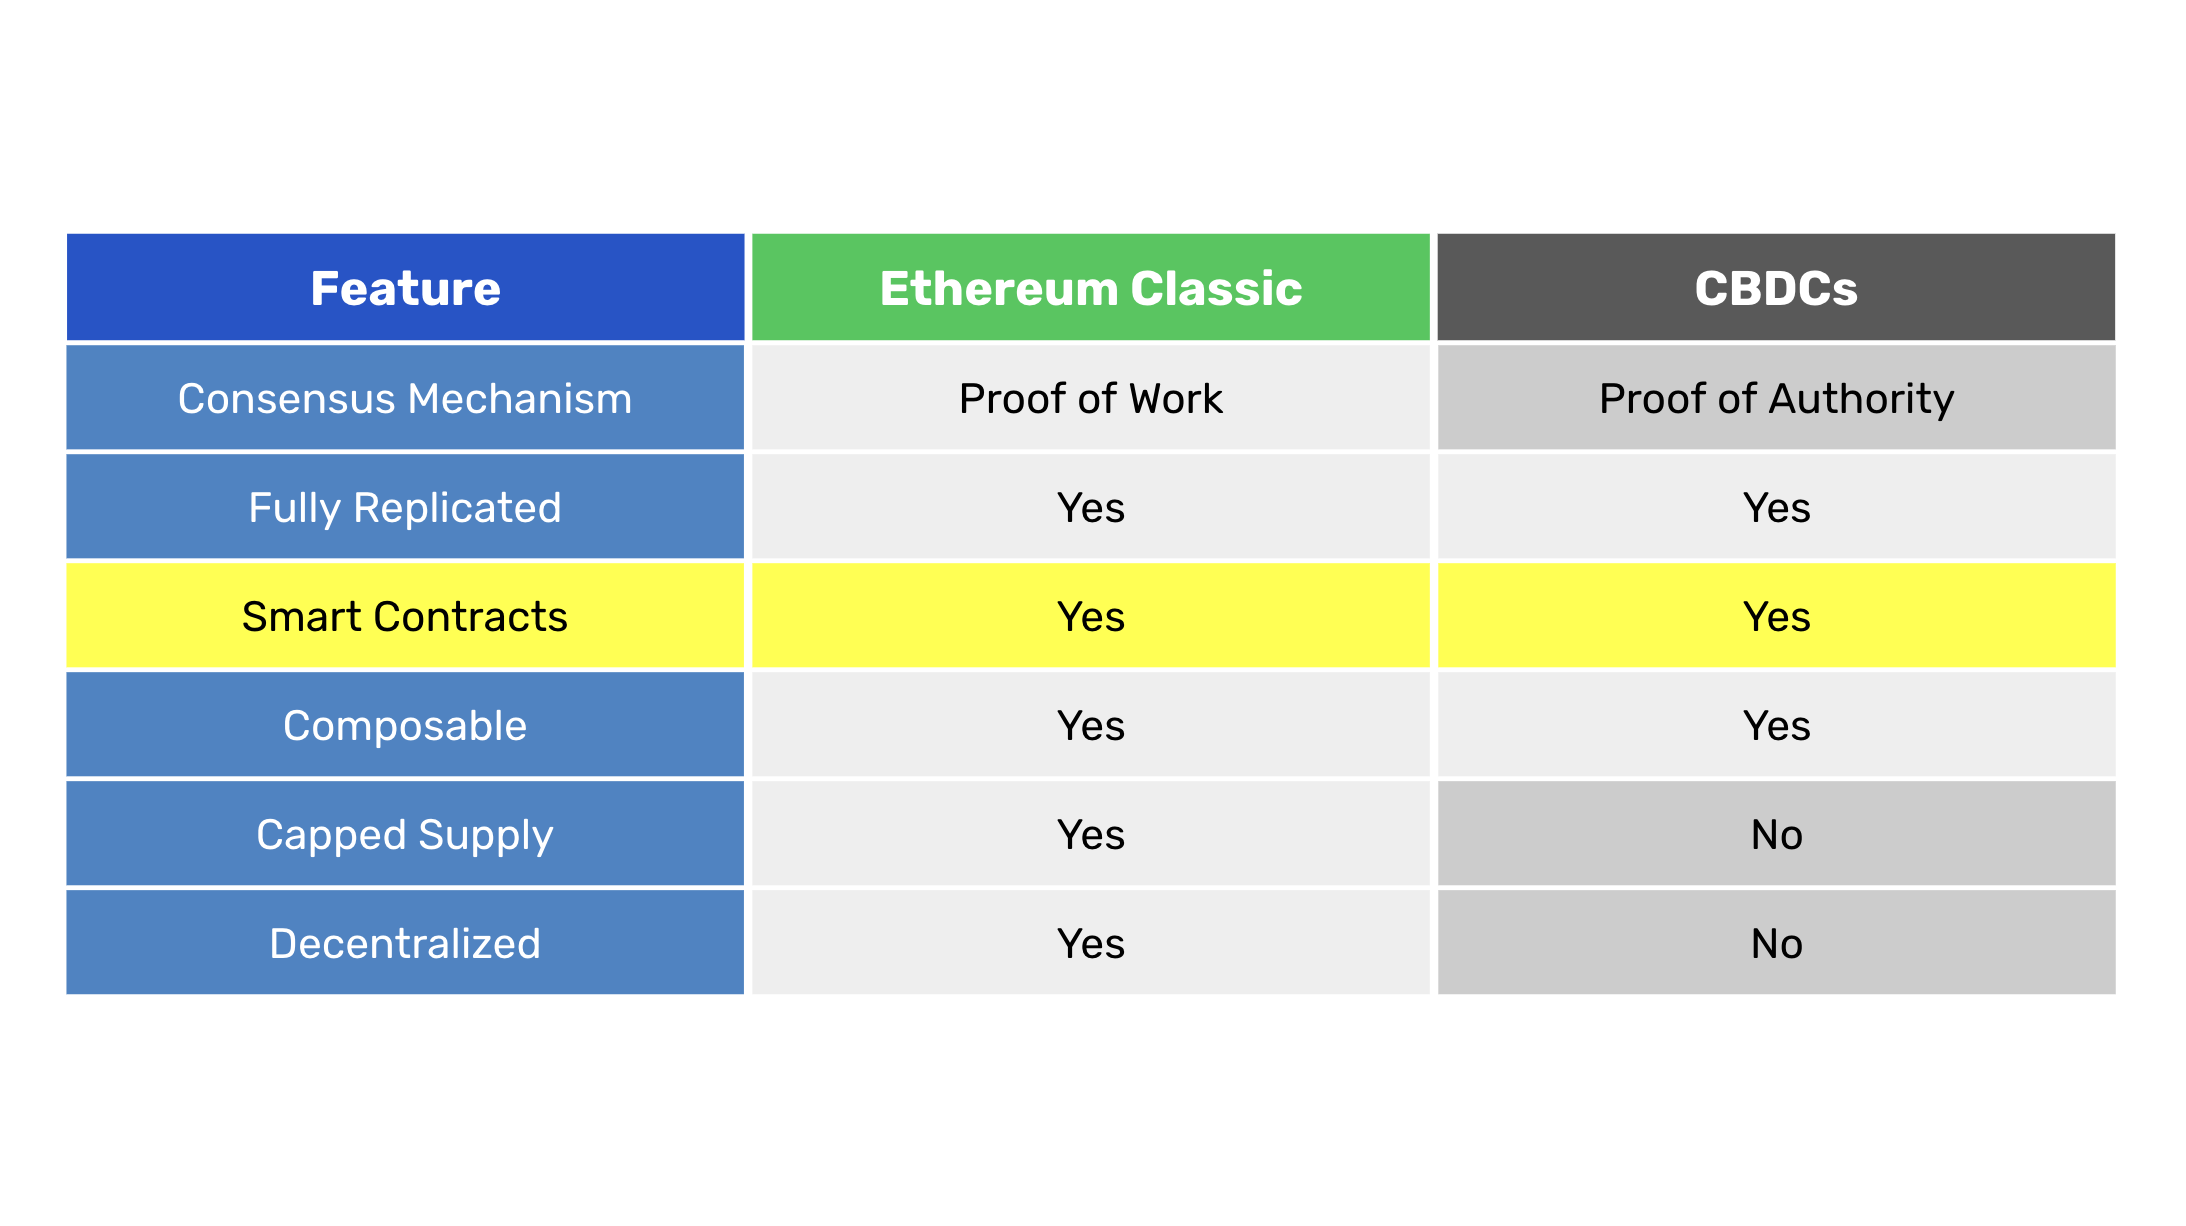 Feature Ethereum Classic CBDCs
Consensus Mechanism Proof of Work Proof of Authority
Fully Replicated Yes Yes
Smart Contracts Yes Yes
Composable Yes Yes
Capped Supply Yes No
Decentralized Yes No